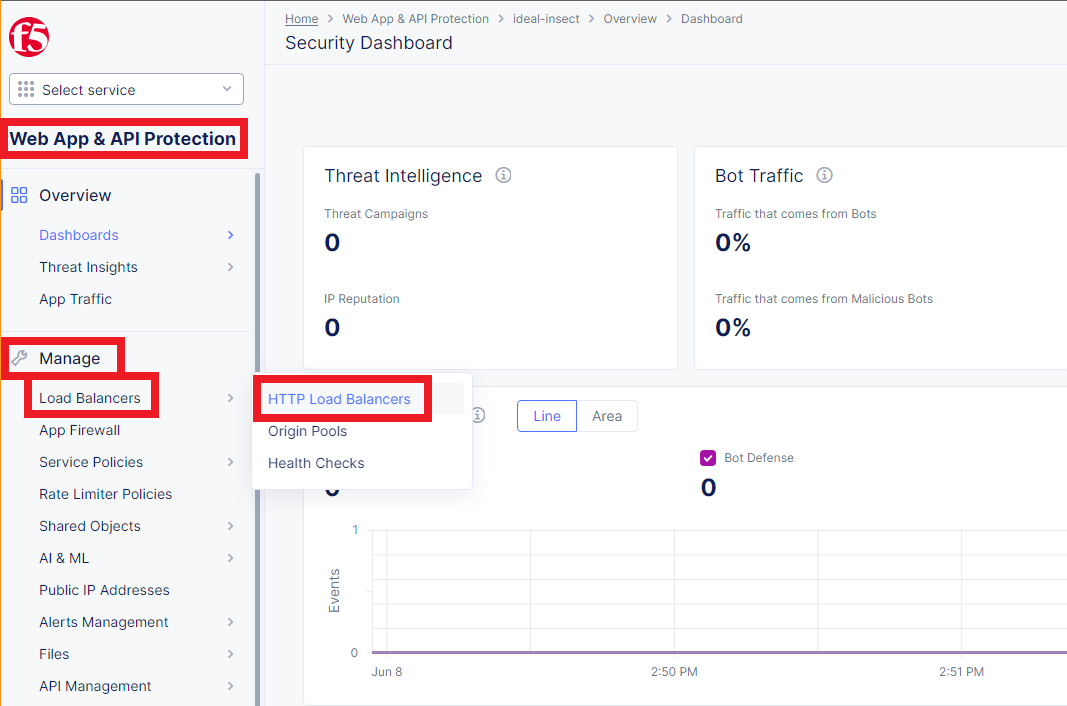 f5
Home > Web App & API Protection > ideal-insect > Overview > Dashboard
Security Dashboard
Select service
Web App & API Protection
Overview
Dashboards
Threat Insights
App Traffic
Manage
Load Balancers
App Firewall
Service Policies
Rate Limiter Policies
Shared Objects
AI & ML
Public IP Addresses
Alerts Management
Files
API Management
HTTP Load Balancers
Origin Pools
Health Checks
Threat Intelligence
Threat Campaigns
0
IP Reputation
0
Bot Traffic
Traffic that comes from Bots
0%
Traffic that comes from Malicious Bots
0%
Line Area
Bot Defense
0
Events
1
0
Jun 8 2:50 PM 2:51 PM